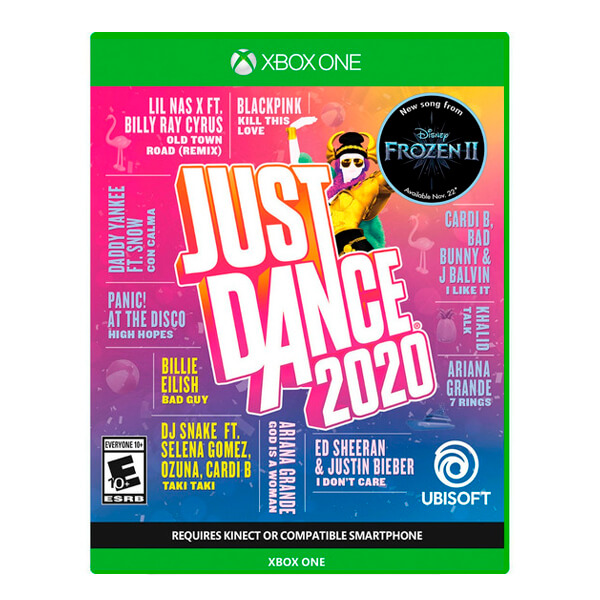 XBOX ONE
LIL NAS X FT.
BILLY RAY CYRUS
OLD TOWN
ROAD (REMIX)
BLACKPINK
KILL THIS
LOVE
New song from
Disney
FROZEN II
Available Nov. 22*
DADDY YANKEE
FT. SNOW
CON CALMA
JUST
DANCE®
2020
CARDI B,
BAD
BUNNY &
J BALVIN
I LIKE IT
PANIC!
AT THE DISCO
HIGH HOPES
KHALID
TALK
BILLIE
EILISH
BAD GUY
ARIANA
GRANDE
7 RINGS
DJ SNAKE FT.
SELENA GOMEZ,
OZUNA, CARDI B
TAKI TAKI
ARIANA GRANDE
GOD IS A WOMAN
ED SHEERAN
& JUSTIN BIEBER
I DON'T CARE
EVERYONE 10+
E
10+
ESRB
UBISOFT
REQUIRES KINECT OR COMPATIBLE SMARTPHONE
XBOX ONE